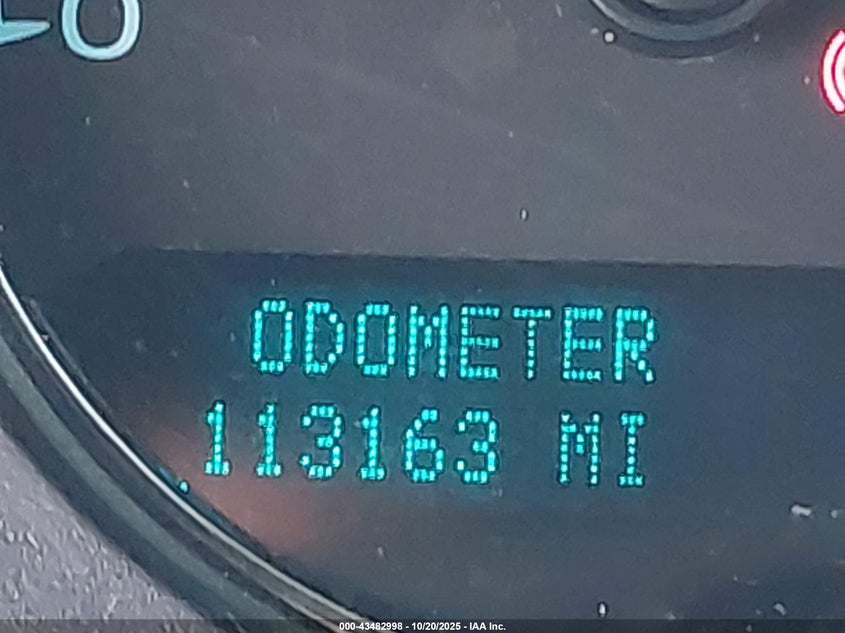 ODOMETER
113163 MI
000-43482998 - 10/20/2025 - IAA Inc.